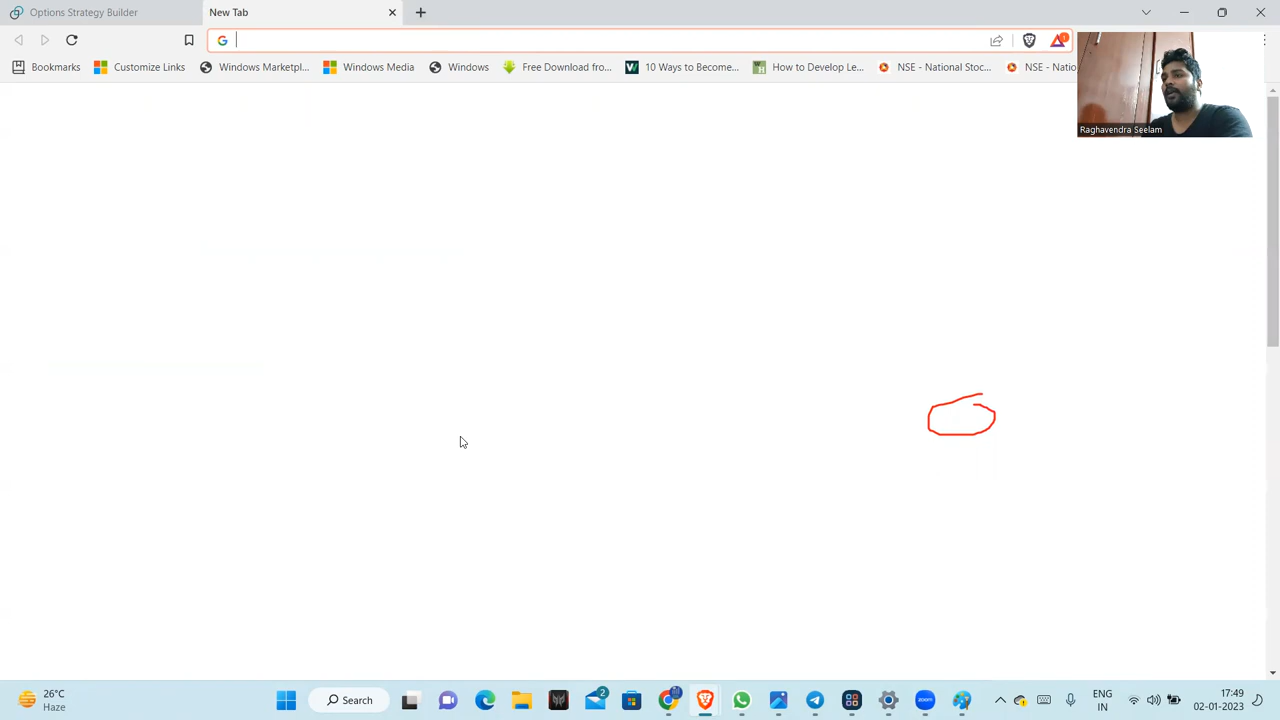 Options Strategy Builder
New Tab
Bookmarks
Customize Links
Windows Marketpl...
Windows Media
Windows
Free Download fro...
10 Ways to Become...
How to Develop Le...
NSE - National Stoc...
NSE - Natio
Raghavendra Seelam
26°C
Haze
Search
2
zoom
ENG
IN
17:49
02-01-2023